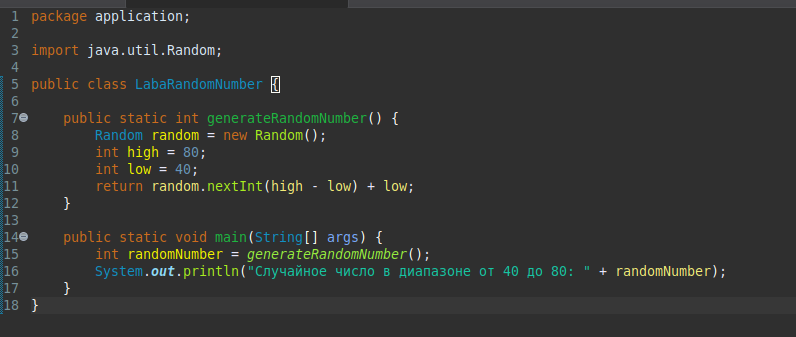 1 package application;
2
3 import java.util.Random;
4
5 public class LabaRandomNumber {
6
7     public static int generateRandomNumber() {
8         Random random = new Random();
9         int high = 80;
10         int low = 40;
11         return random.nextInt(high - low) + low;
12     }
13
14     public static void main(String[] args) {
15         int randomNumber = generateRandomNumber();
16         System.out.println("Случайное число в диапазоне от 40 до 80: " + randomNumber);
17     }
18 }